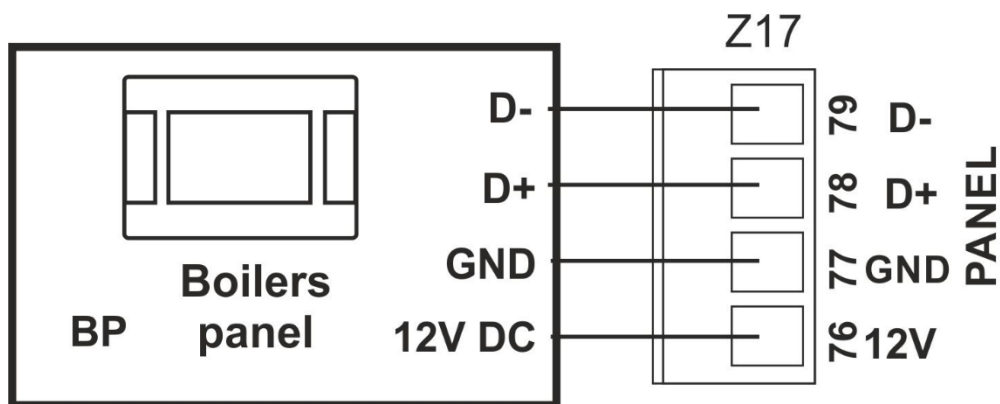 Z17
D- 79 D-
D+ 78 D+
GND 77 GND
12V DC 76 12V
Boilers
panel
BP
PANEL